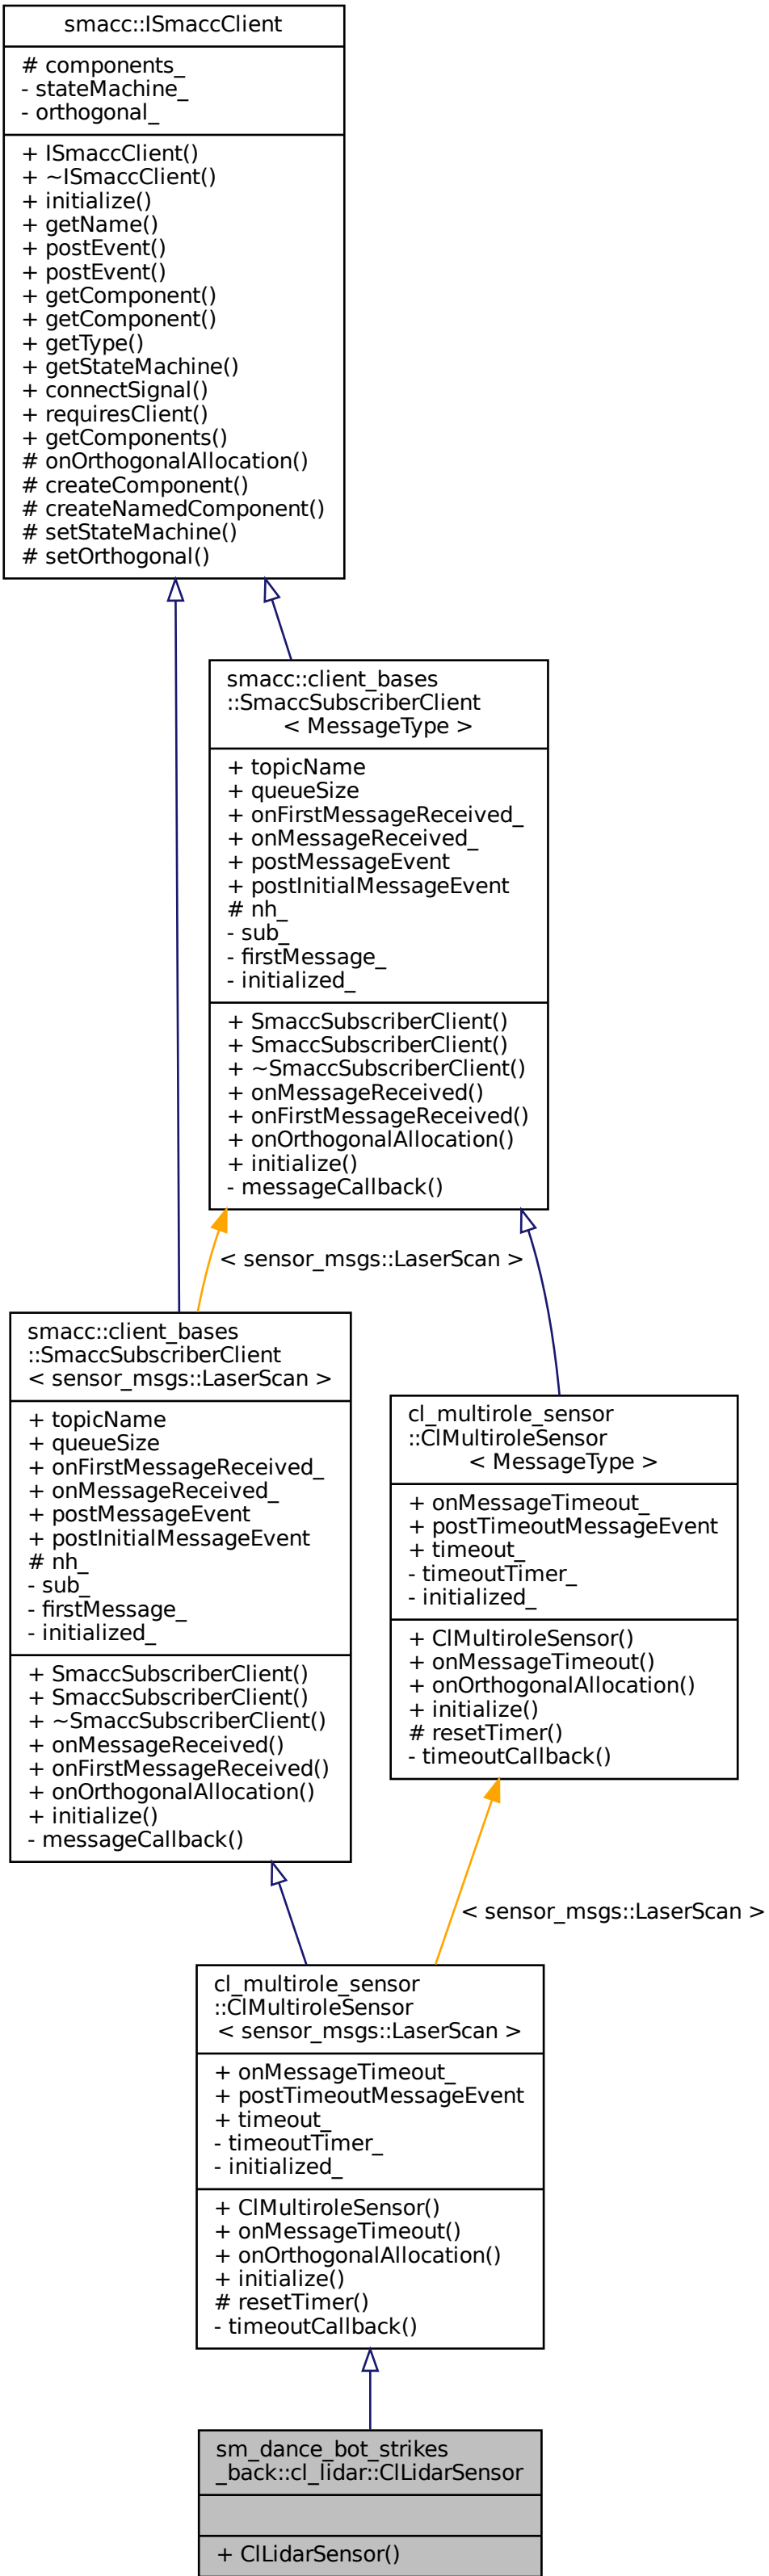 smacc::ISmaccClient
# components_
- stateMachine_
- orthogonal_
+ ISmaccClient()
+ ~ISmaccClient()
+ initialize()
+ getName()
+ postEvent()
+ postEvent()
+ getComponent()
+ getComponent()
+ getType()
+ getStateMachine()
+ connectSignal()
+ requiresClient()
+ getComponents()
# onOrthogonalAllocation()
# createComponent()
# createNamedComponent()
# setStateMachine()
# setOrthogonal()
smacc::client_bases
::SmaccSubscriberClient
< MessageType >
+ topicName
+ queueSize
+ onFirstMessageReceived_
+ onMessageReceived_
+ postMessageEvent
+ postInitialMessageEvent
# nh_
- sub_
- firstMessage_
- initialized_
+ SmaccSubscriberClient()
+ SmaccSubscriberClient()
+ ~SmaccSubscriberClient()
+ onMessageReceived()
+ onFirstMessageReceived()
+ onOrthogonalAllocation()
+ initialize()
- messageCallback()
< sensor_msgs::LaserScan >
smacc::client_bases
::SmaccSubscriberClient
< sensor_msgs::LaserScan >
+ topicName
+ queueSize
+ onFirstMessageReceived_
+ onMessageReceived_
+ postMessageEvent
+ postInitialMessageEvent
# nh_
- sub_
- firstMessage_
- initialized_
+ SmaccSubscriberClient()
+ SmaccSubscriberClient()
+ ~SmaccSubscriberClient()
+ onMessageReceived()
+ onFirstMessageReceived()
+ onOrthogonalAllocation()
+ initialize()
- messageCallback()
cl_multirole_sensor
::ClMultiroleSensor
< MessageType >
+ onMessageTimeout_
+ postTimeoutMessageEvent
+ timeout_
- timeoutTimer_
- initialized_
+ ClMultiroleSensor()
+ onMessageTimeout()
+ onOrthogonalAllocation()
+ initialize()
# resetTimer()
- timeoutCallback()
< sensor_msgs::LaserScan >
cl_multirole_sensor
::ClMultiroleSensor
< sensor_msgs::LaserScan >
+ onMessageTimeout_
+ postTimeoutMessageEvent
+ timeout_
- timeoutTimer_
- initialized_
+ ClMultiroleSensor()
+ onMessageTimeout()
+ onOrthogonalAllocation()
+ initialize()
# resetTimer()
- timeoutCallback()
sm_dance_bot_strikes
_back::cl_lidar::ClLidarSensor
+ ClLidarSensor()